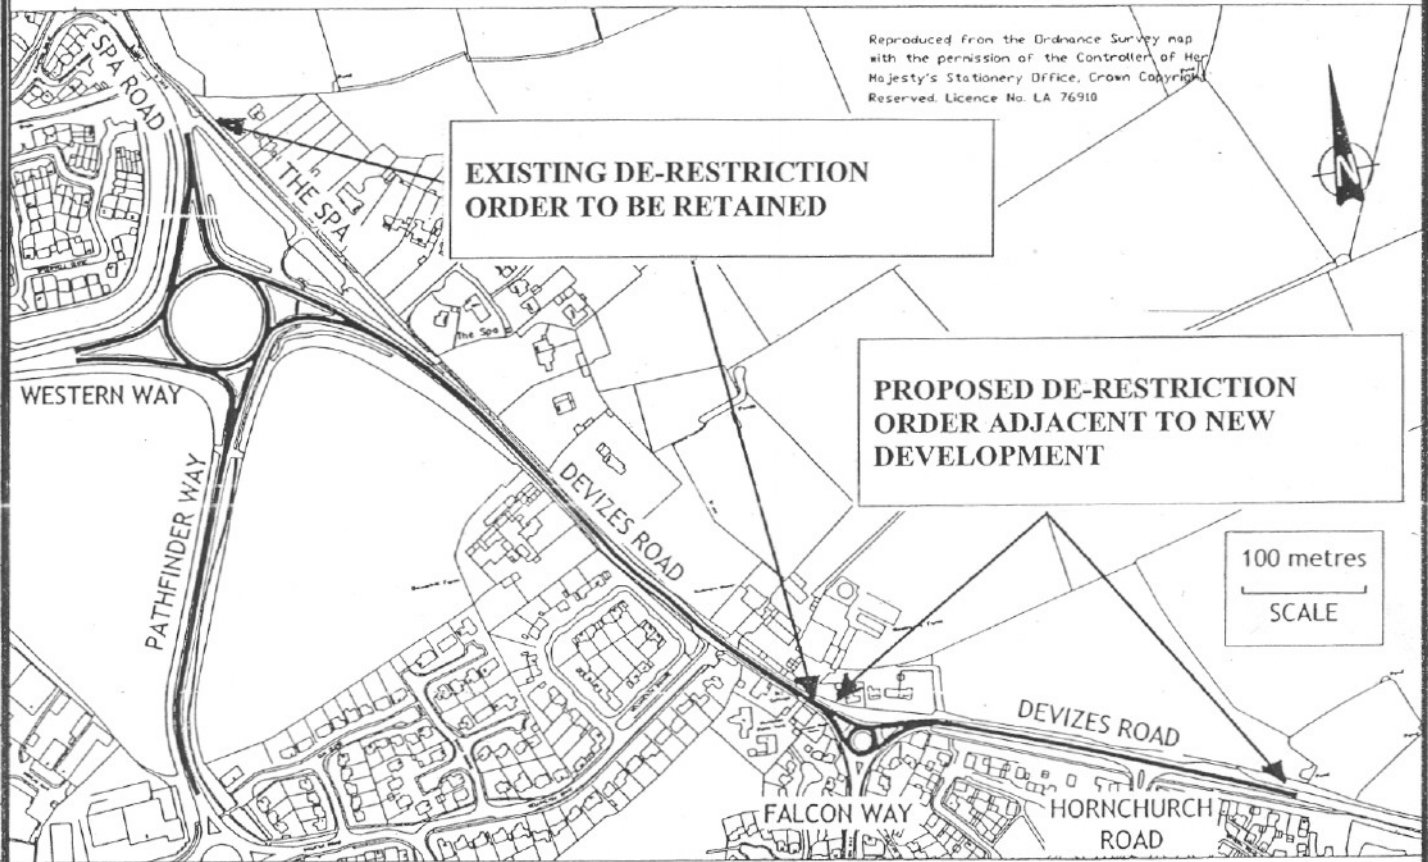 Reproduced from the Ordnance Survey map
with the permission of the Controller of Her
Majesty's Stationery Office, Crown Copyright
Reserved. Licence No. LA 76910
SPA ROAD
THE SPA
EXISTING DE-RESTRICTION
ORDER TO BE RETAINED
N
The Spa
WESTERN WAY
PROPOSED DE-RESTRICTION
ORDER ADJACENT TO NEW
DEVELOPMENT
PATHFINDER WAY
DEVIZES ROAD
100 metres
SCALE
DEVIZES ROAD
FALCON WAY
HORNCHURCH
ROAD